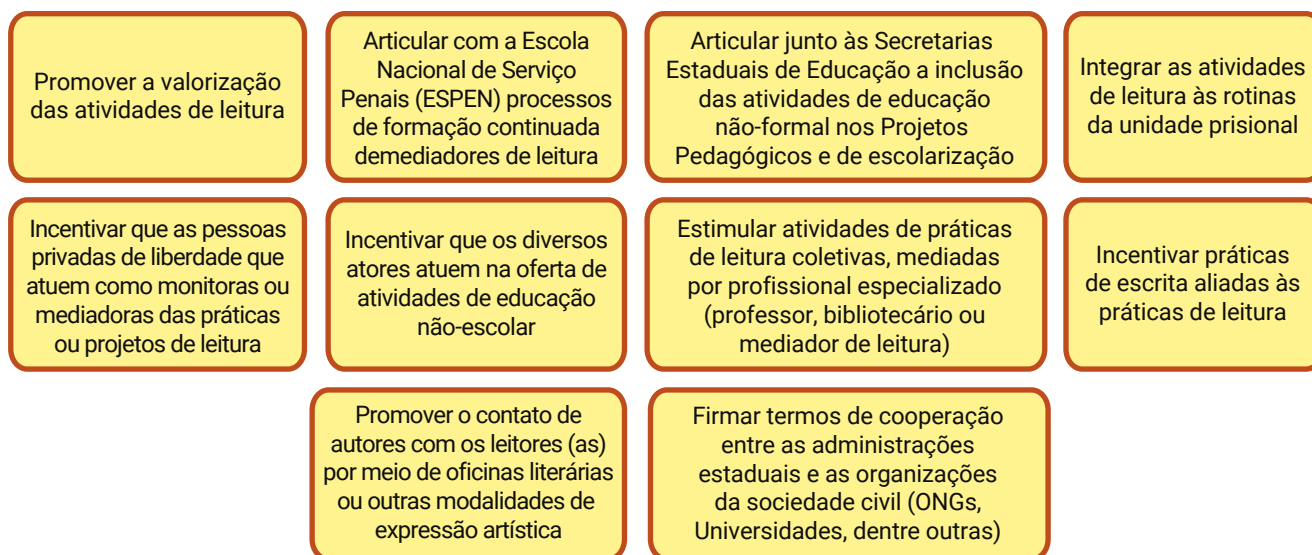 Promover a valorização
das atividades de leitura
Articular com a Escola
Nacional de Serviço
Penais (ESPEN) processos
de formação continuada
demediadores de leitura
Articular junto às Secretarias
Estaduais de Educação a inclusão
das atividades de educação
não-formal nos Projetos
Pedagógicos e de escolarização
Integrar as atividades
de leitura às rotinas
da unidade prisional
Incentivar que as pessoas
privadas de liberdade que
atuem como monitoras ou
mediadoras das práticas
ou projetos de leitura
Incentivar que os diversos
atores atuem na oferta de
atividades de educação
não-escolar
Estimular atividades de práticas
de leitura coletivas, mediadas
por profissional especializado
(professor, bibliotecário ou
mediador de leitura)
Incentivar práticas
de escrita aliadas às
práticas de leitura
Promover o contato de
autores com os leitores (as)
por meio de oficinas literárias
ou outras modalidades de
expressão artística
Firmar termos de cooperação
entre as administrações
estaduais e as organizações
da sociedade civil (ONGs,
Universidades, dentre outras)